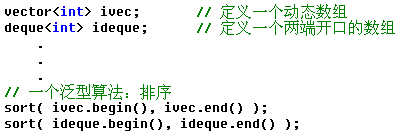 vector<int> ivec;       // 定义一个动态数组
deque<int> ideque;      // 定义一个两端开口的数组
.
.
.
// 一个泛型算法：排序
sort( ivec.begin(), ivec.end() );
sort( ideque.begin(), ideque.end() );